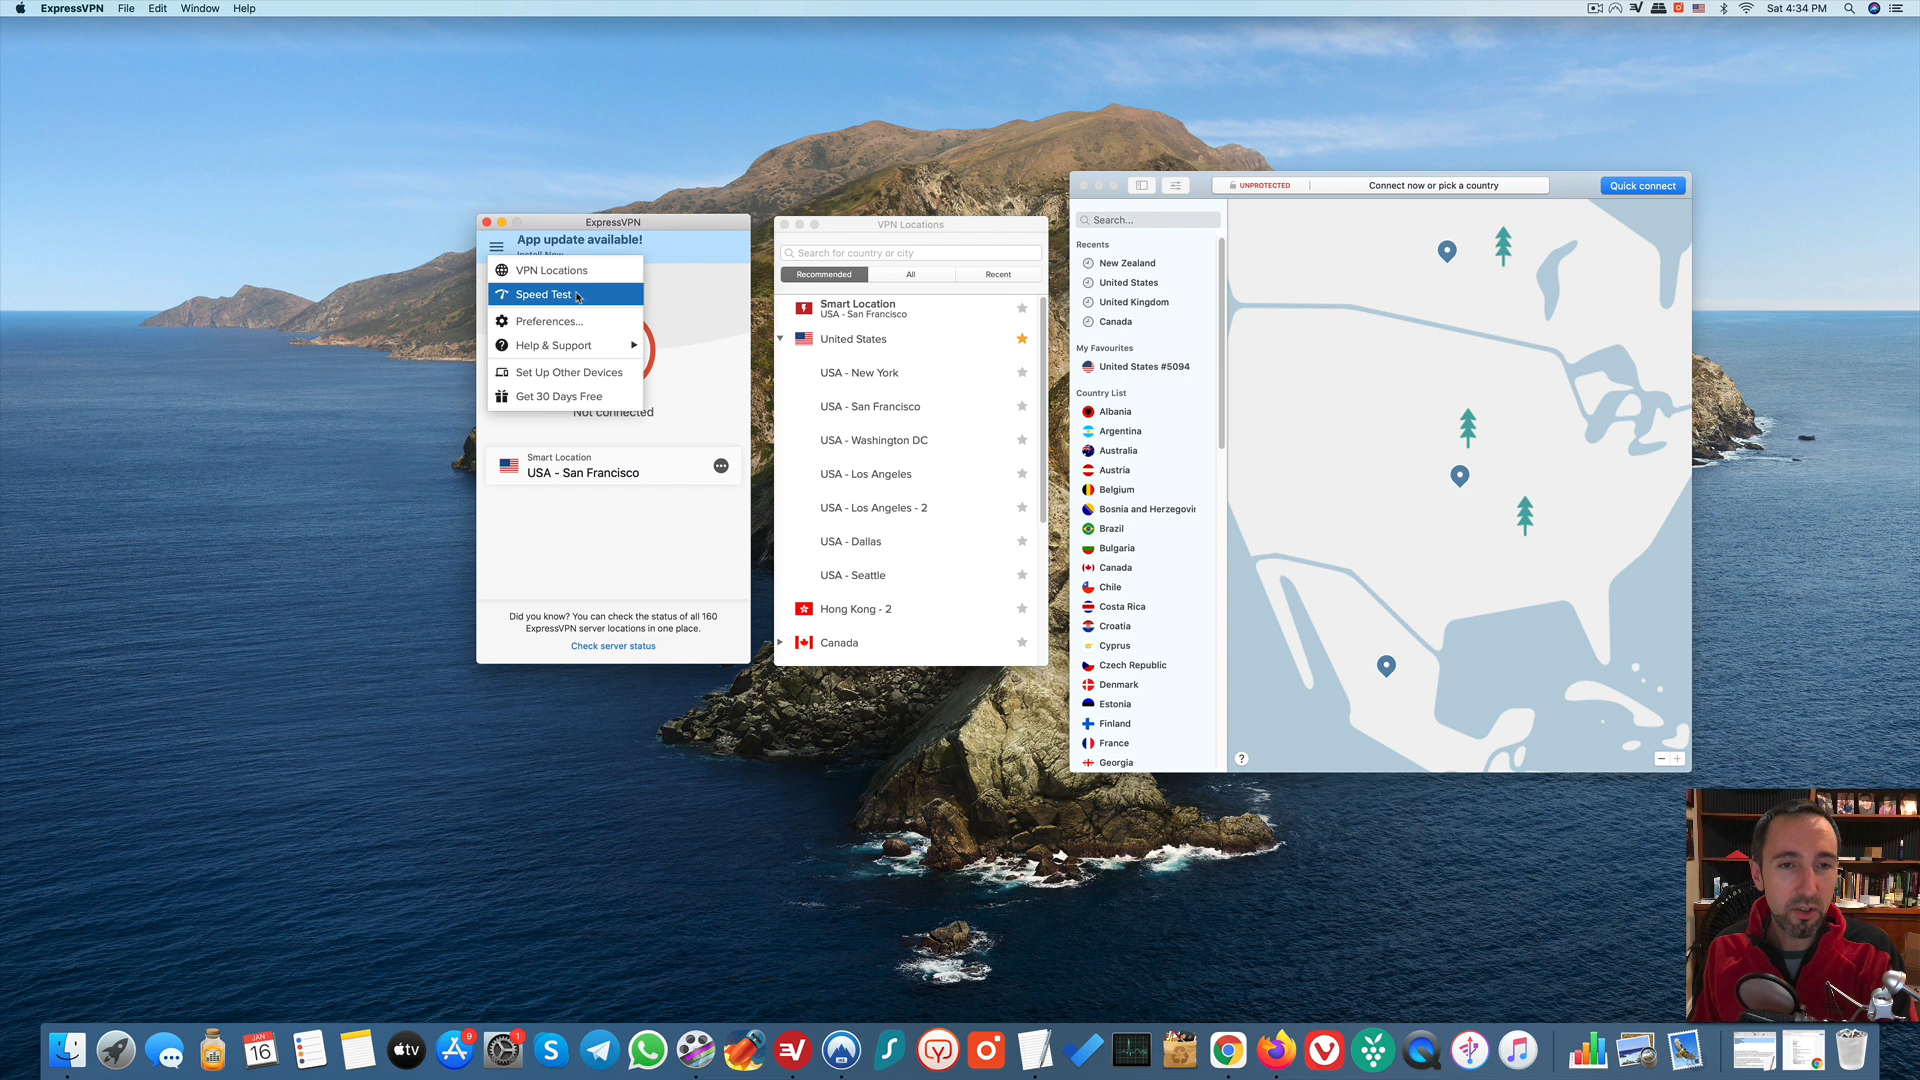 ExpressVPN File Edit Window Help
Sat 4:34 PM
ExpressVPN
App update available!
Install Now
VPN Locations
Speed Test
Preferences...
Help & Support
Set Up Other Devices
Get 30 Days Free
Not connected
Smart Location
USA - San Francisco
Did you know? You can check the status of all 160
ExpressVPN server locations in one place.
Check server status
VPN Locations
Search for country or city
Recommended All Recent
Smart Location
USA - San Francisco
United States
USA - New York
USA - San Francisco
USA - Washington DC
USA - Los Angeles
USA - Los Angeles - 2
USA - Dallas
USA - Seattle
Hong Kong - 2
Canada
UNPROTECTED Connect now or pick a country Quick connect
Search...
Recents
New Zealand
United States
United Kingdom
Canada
My Favourites
United States #5094
Country List
Albania
Argentina
Australia
Austria
Belgium
Bosnia and Herzegovin
Brazil
Bulgaria
Canada
Chile
Costa Rica
Croatia
Cyprus
Czech Republic
Denmark
Estonia
Finland
France
Georgia
?
JAN
16
tv
9
1